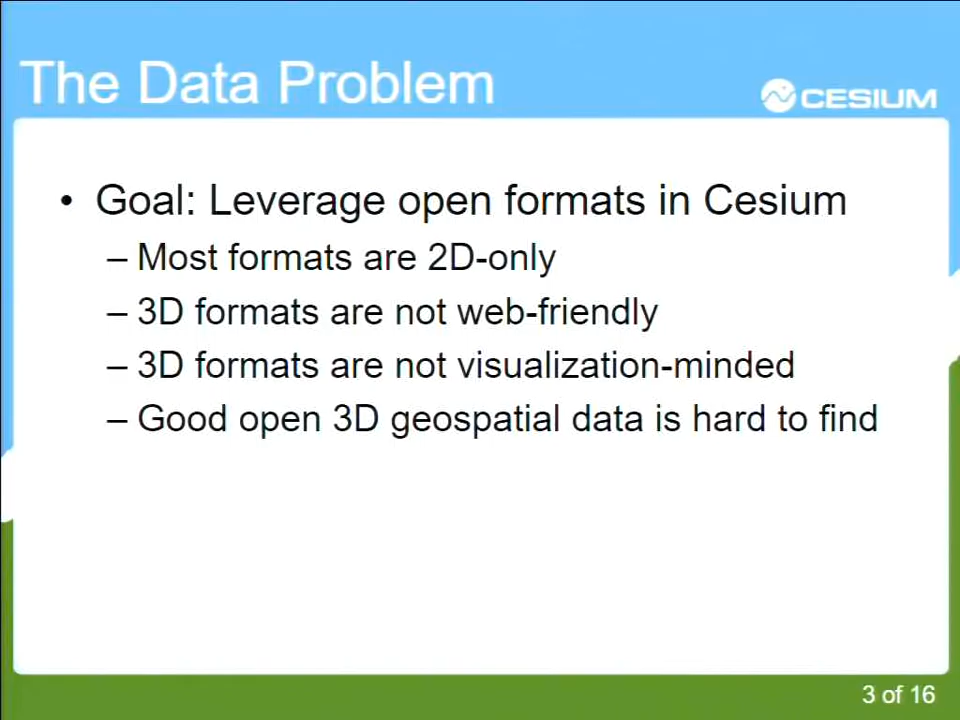 The Data Problem
CESIUM
• Goal: Leverage open formats in Cesium
– Most formats are 2D-only
– 3D formats are not web-friendly
– 3D formats are not visualization-minded
– Good open 3D geospatial data is hard to find
3 of 16